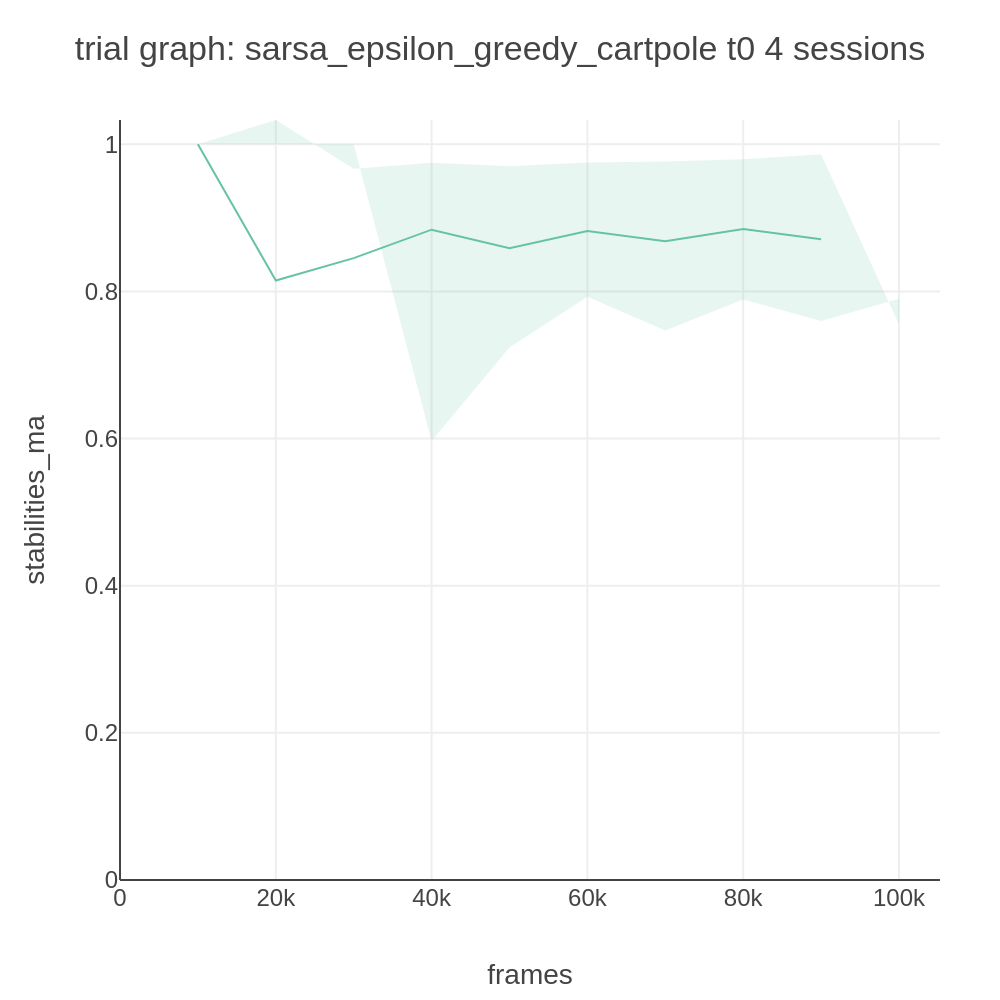 trial graph: sarsa_epsilon_greedy_cartpole t0 4 sessions
1
0.8
0.6
0.4
0.2
0
0 20k 40k 60k 80k 100k
stabilities_ma
frames